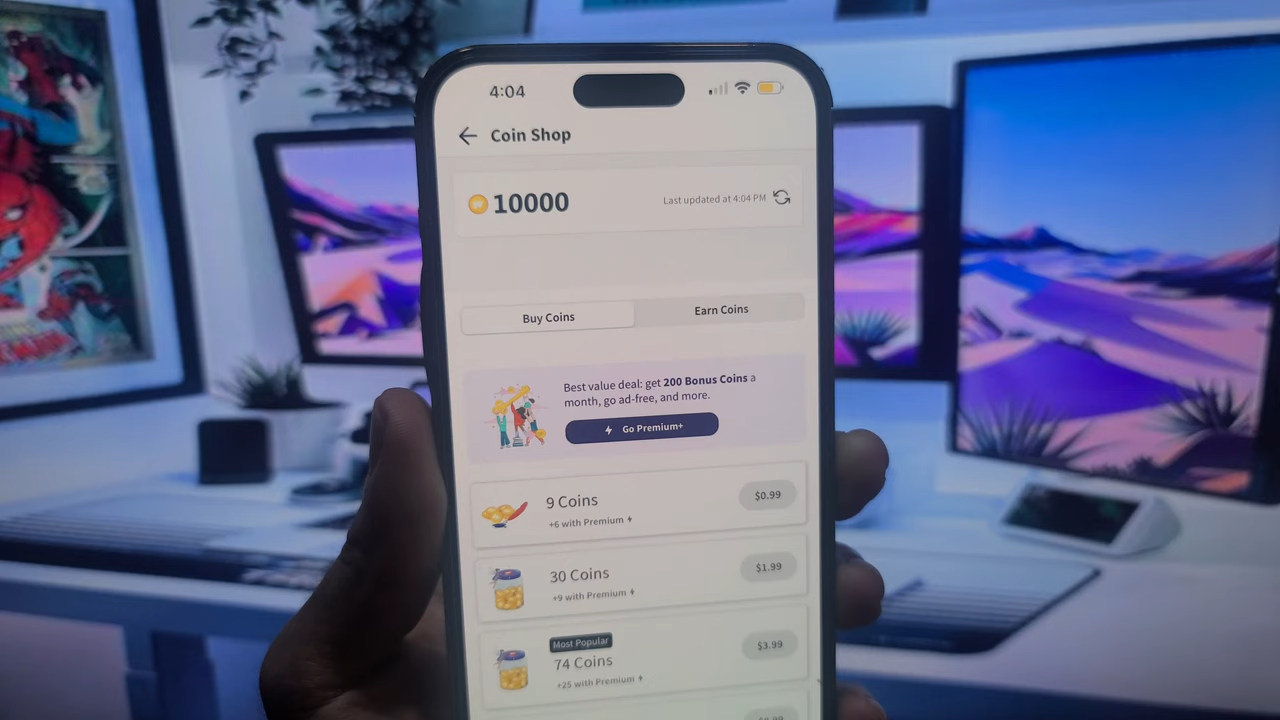 4:04
Coin Shop
10000
Last updated at 4:04 PM
Buy Coins
Earn Coins
Best value deal: get 200 Bonus Coins a
month, go ad-free, and more.
Go Premium+
9 Coins
+6 with Premium
$0.99
30 Coins
+9 with Premium
$1.99
Most Popular
74 Coins
+25 with Premium
$3.99